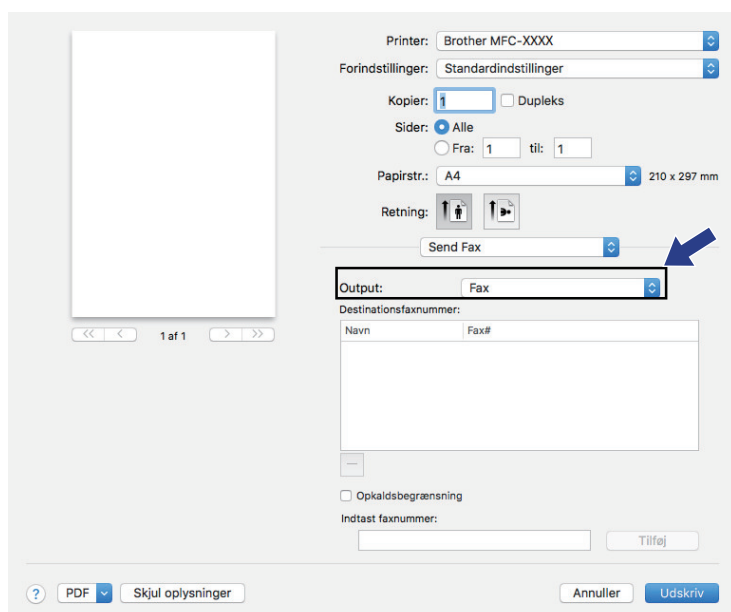 Printer: Brother MFC-XXXX
Forindstillinger: Standardindstillinger
Kopier: 1 Dupleks
Sider: Alle
Fra: 1 til: 1
Papirstr.: A4 210 x 297 mm
Retning:
Send Fax
Output: Fax
Destinationsfaxnummer:
Navn Fax#
<< < 1 af 1 > >>
Opkaldsbegrænsning
Indtast faxnummer:
Tilføj
? PDF Skjul oplysninger Annuller Udskriv